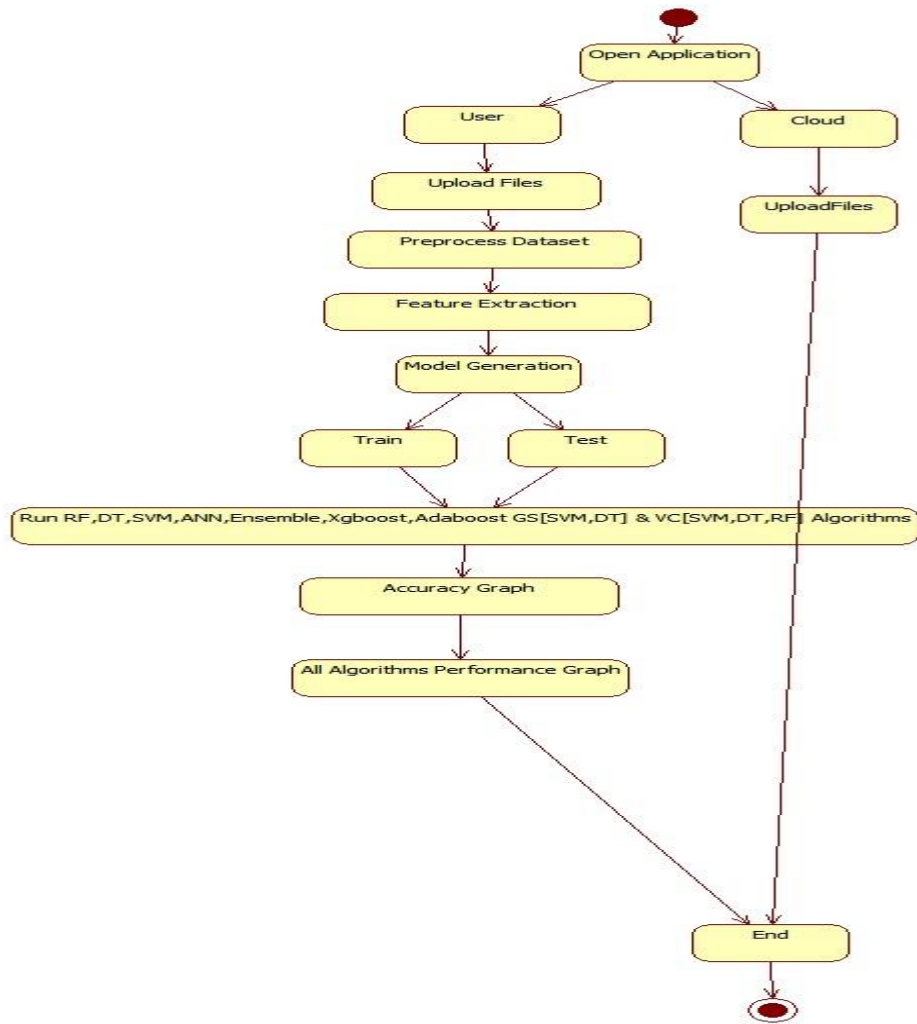 Open Application
User
Cloud
Upload Files
UploadFiles
Preprocess Dataset
Feature Extraction
Model Generation
Train
Test
Run RF,DT,SVM,ANN,Ensemble,Xgboost,Adaboost GS[SVM,DT] & VC[SVM,DT,RF] Algorithms
Accuracy Graph
All Algorithms Performance Graph
End